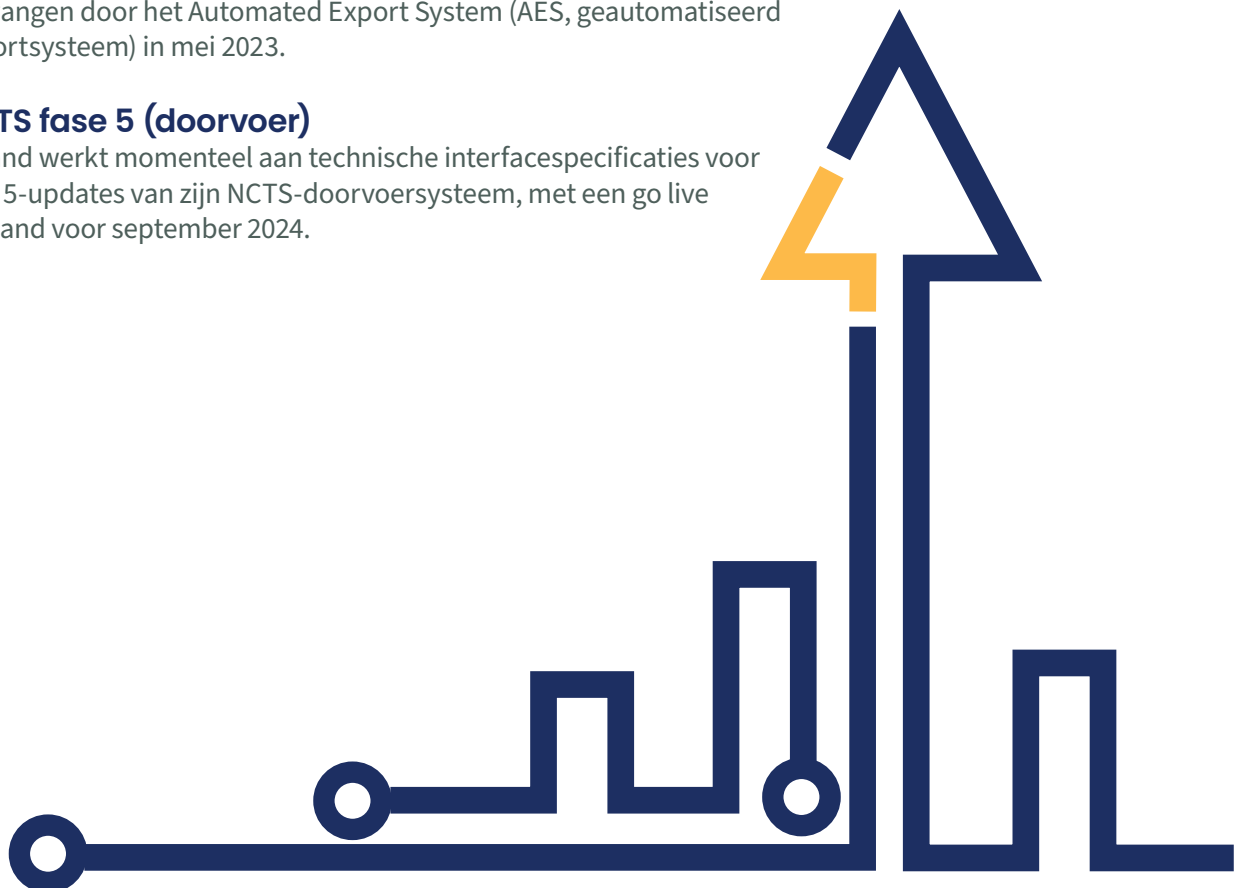 angen door het Automated Export System (AES, geautomatiseerd
ortsysteem) in mei 2023.
TS fase 5 (doorvoer)
nd werkt momenteel aan technische interfacespecificaties voor
5-updates van zijn NCTS-doorvoersysteem, met een go live
and voor september 2024.